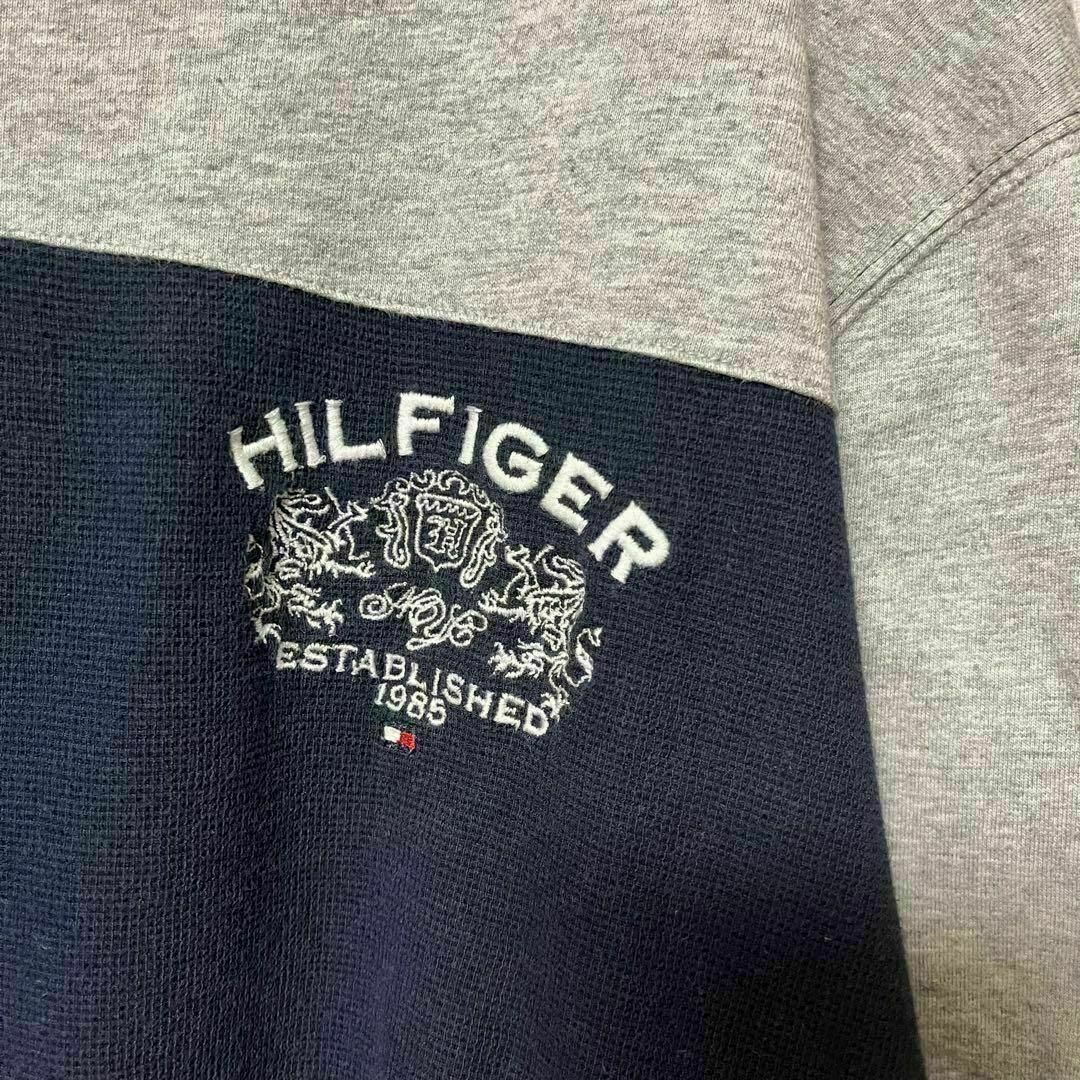 HILFIGER
H
ESTABLISHED
1985